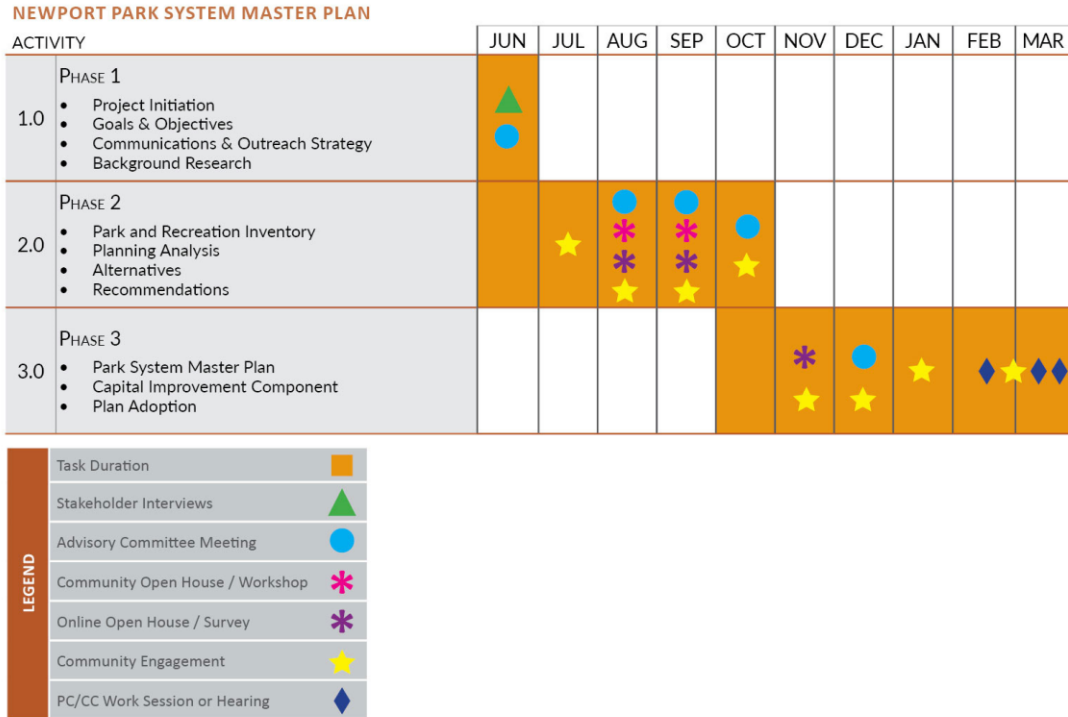 NEWPORT PARK SYSTEM MASTER PLAN
ACTIVITY JUN JUL AUG SEP OCT NOV DEC JAN FEB MAR
1.0
PHASE 1
• Project Initiation
• Goals & Objectives
• Communications & Outreach Strategy
• Background Research
2.0
PHASE 2
• Park and Recreation Inventory
• Planning Analysis
• Alternatives
• Recommendations
3.0
PHASE 3
• Park System Master Plan
• Capital Improvement Component
• Plan Adoption
LEGEND
Task Duration
Stakeholder Interviews
Advisory Committee Meeting
Community Open House / Workshop
Online Open House / Survey
Community Engagement
PC/CC Work Session or Hearing